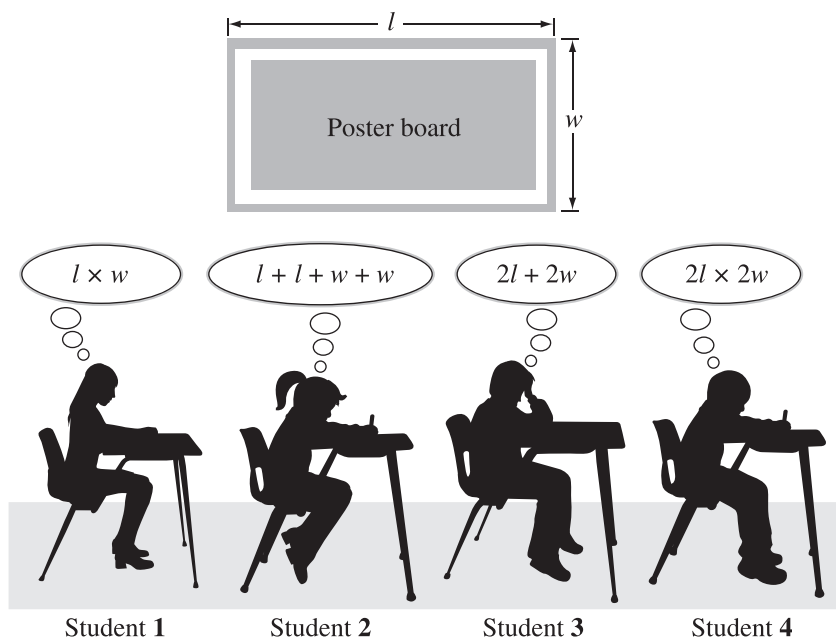 l
Poster board
w
l × w
l + l + w + w
2l + 2w
2l × 2w
Student 1
Student 2
Student 3
Student 4